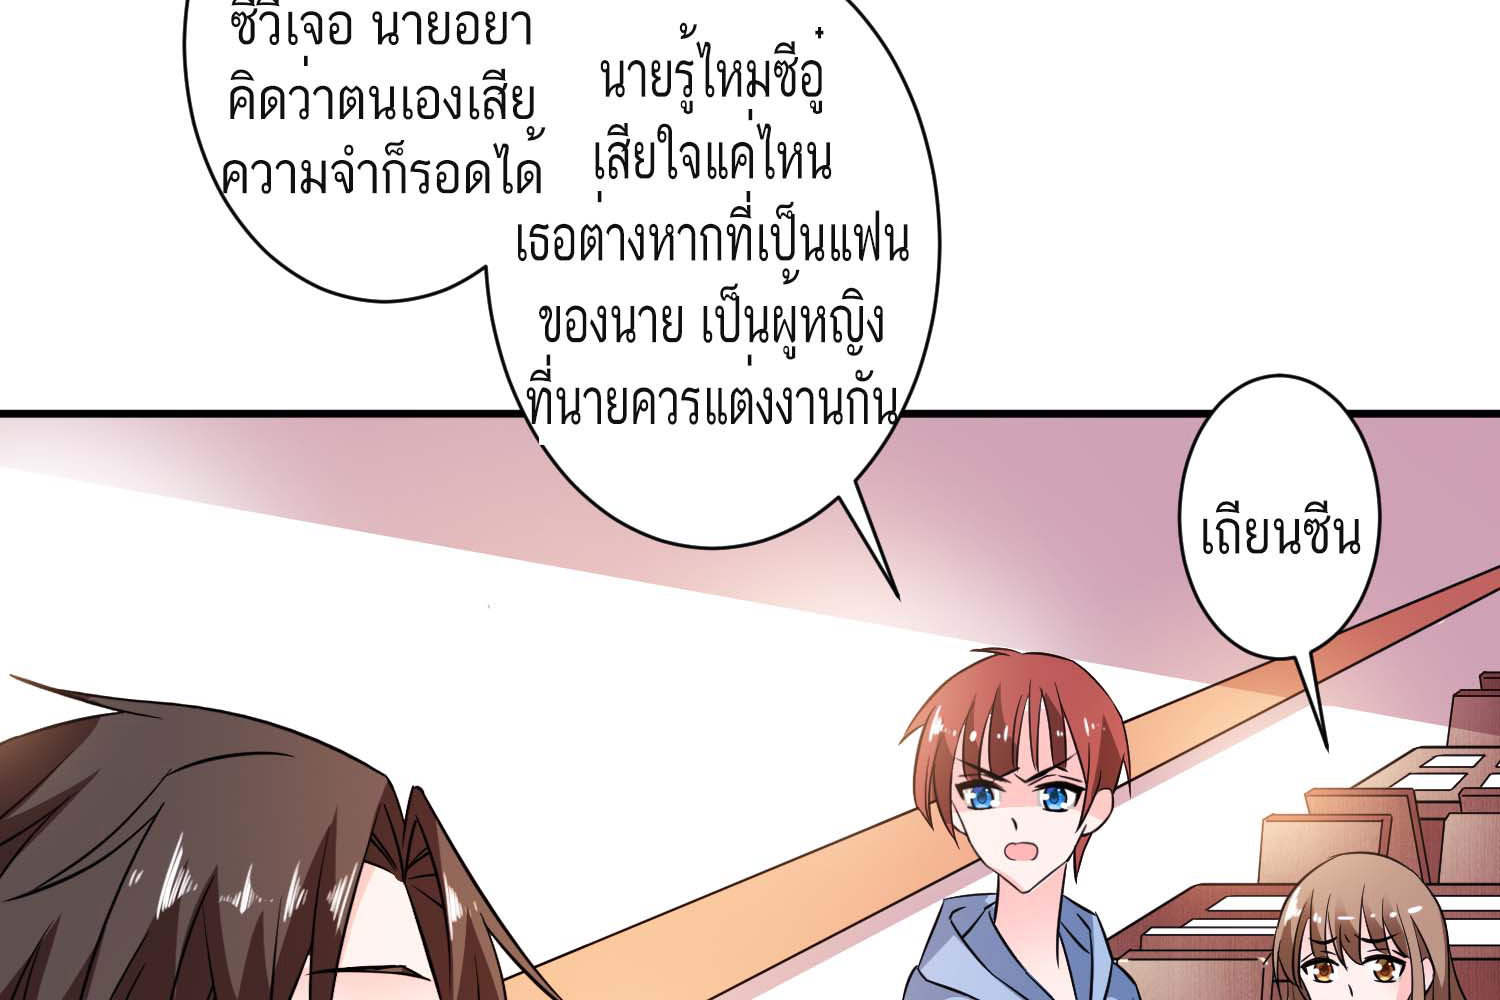 ซีวีเจอ นายอยา
คิดว่าตนเองเสีย
ความจำก็รอดได้
นายรู้ไหมซีอู๋
เสียใจแค่ไหน
เธอต่างหากที่เป็นแฟน
ของนาย เป็นผู้หญิง
ที่นายควรแต่งงานกัน
เถียนซีน